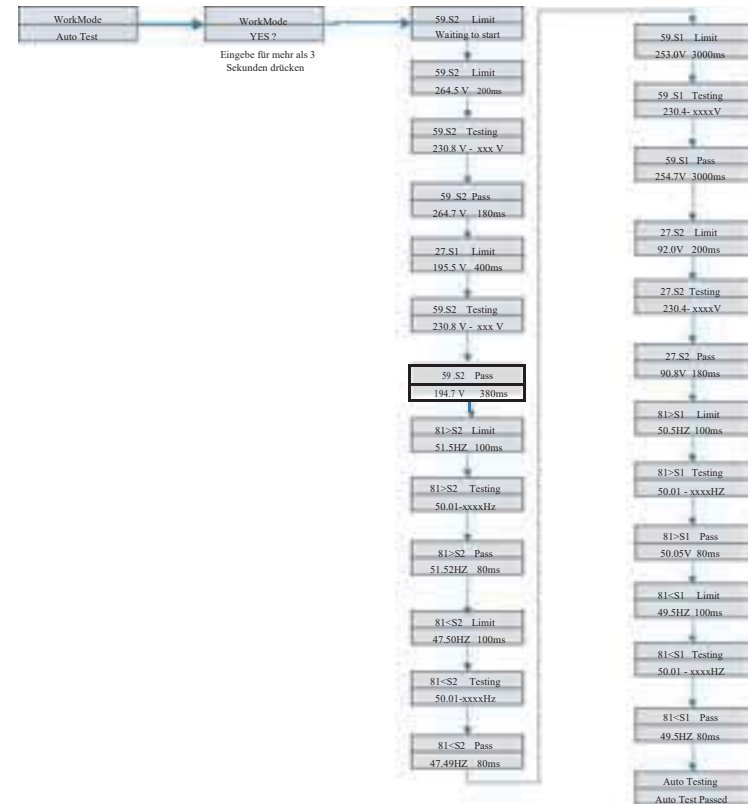 WorkMode
Auto Test
WorkMode
YES ?
Eingebe für mehr als 3
Sekunden drücken
59.S2 Limit
Waiting to start
59.S2 Limit
264.5 V 200ms
59.S2 Testing
230.8 V - xxx V
59 .S2 Pass
264.7 V 180ms
27.S1 Limit
195.5 V 400ms
59.S2 Testing
230.8 V - xxx V
59 .S2 Pass
194.7 V 380ms
81>S2 Limit
51.5HZ 100ms
81>S2 Testing
50.01-xxxxHz
81>S2 Pass
51.52HZ 80ms
81<S2 Limit
47.50HZ 100ms
81<S2 Testing
50.01-xxxxHz
81<S2 Pass
47.49HZ 80ms
59.S1 Limit
253.0V 3000ms
59 .S1 Testing
230.4- xxxxV
59.S1 Pass
254.7V 3000ms
27.S2 Limit
92.0V 200ms
27.S2 Testing
230.4- xxxxV
27.S2 Pass
90.8V 180ms
81>S1 Limit
50.5HZ 100ms
81>S1 Testing
50.01 - xxxxHZ
81>S1 Pass
50.05V 80ms
81<S1 Limit
49.5HZ 100ms
81<S1 Testing
50.01 - xxxxHZ
81<S1 Pass
49.5HZ 80ms
Auto Testing
Auto Test Passed